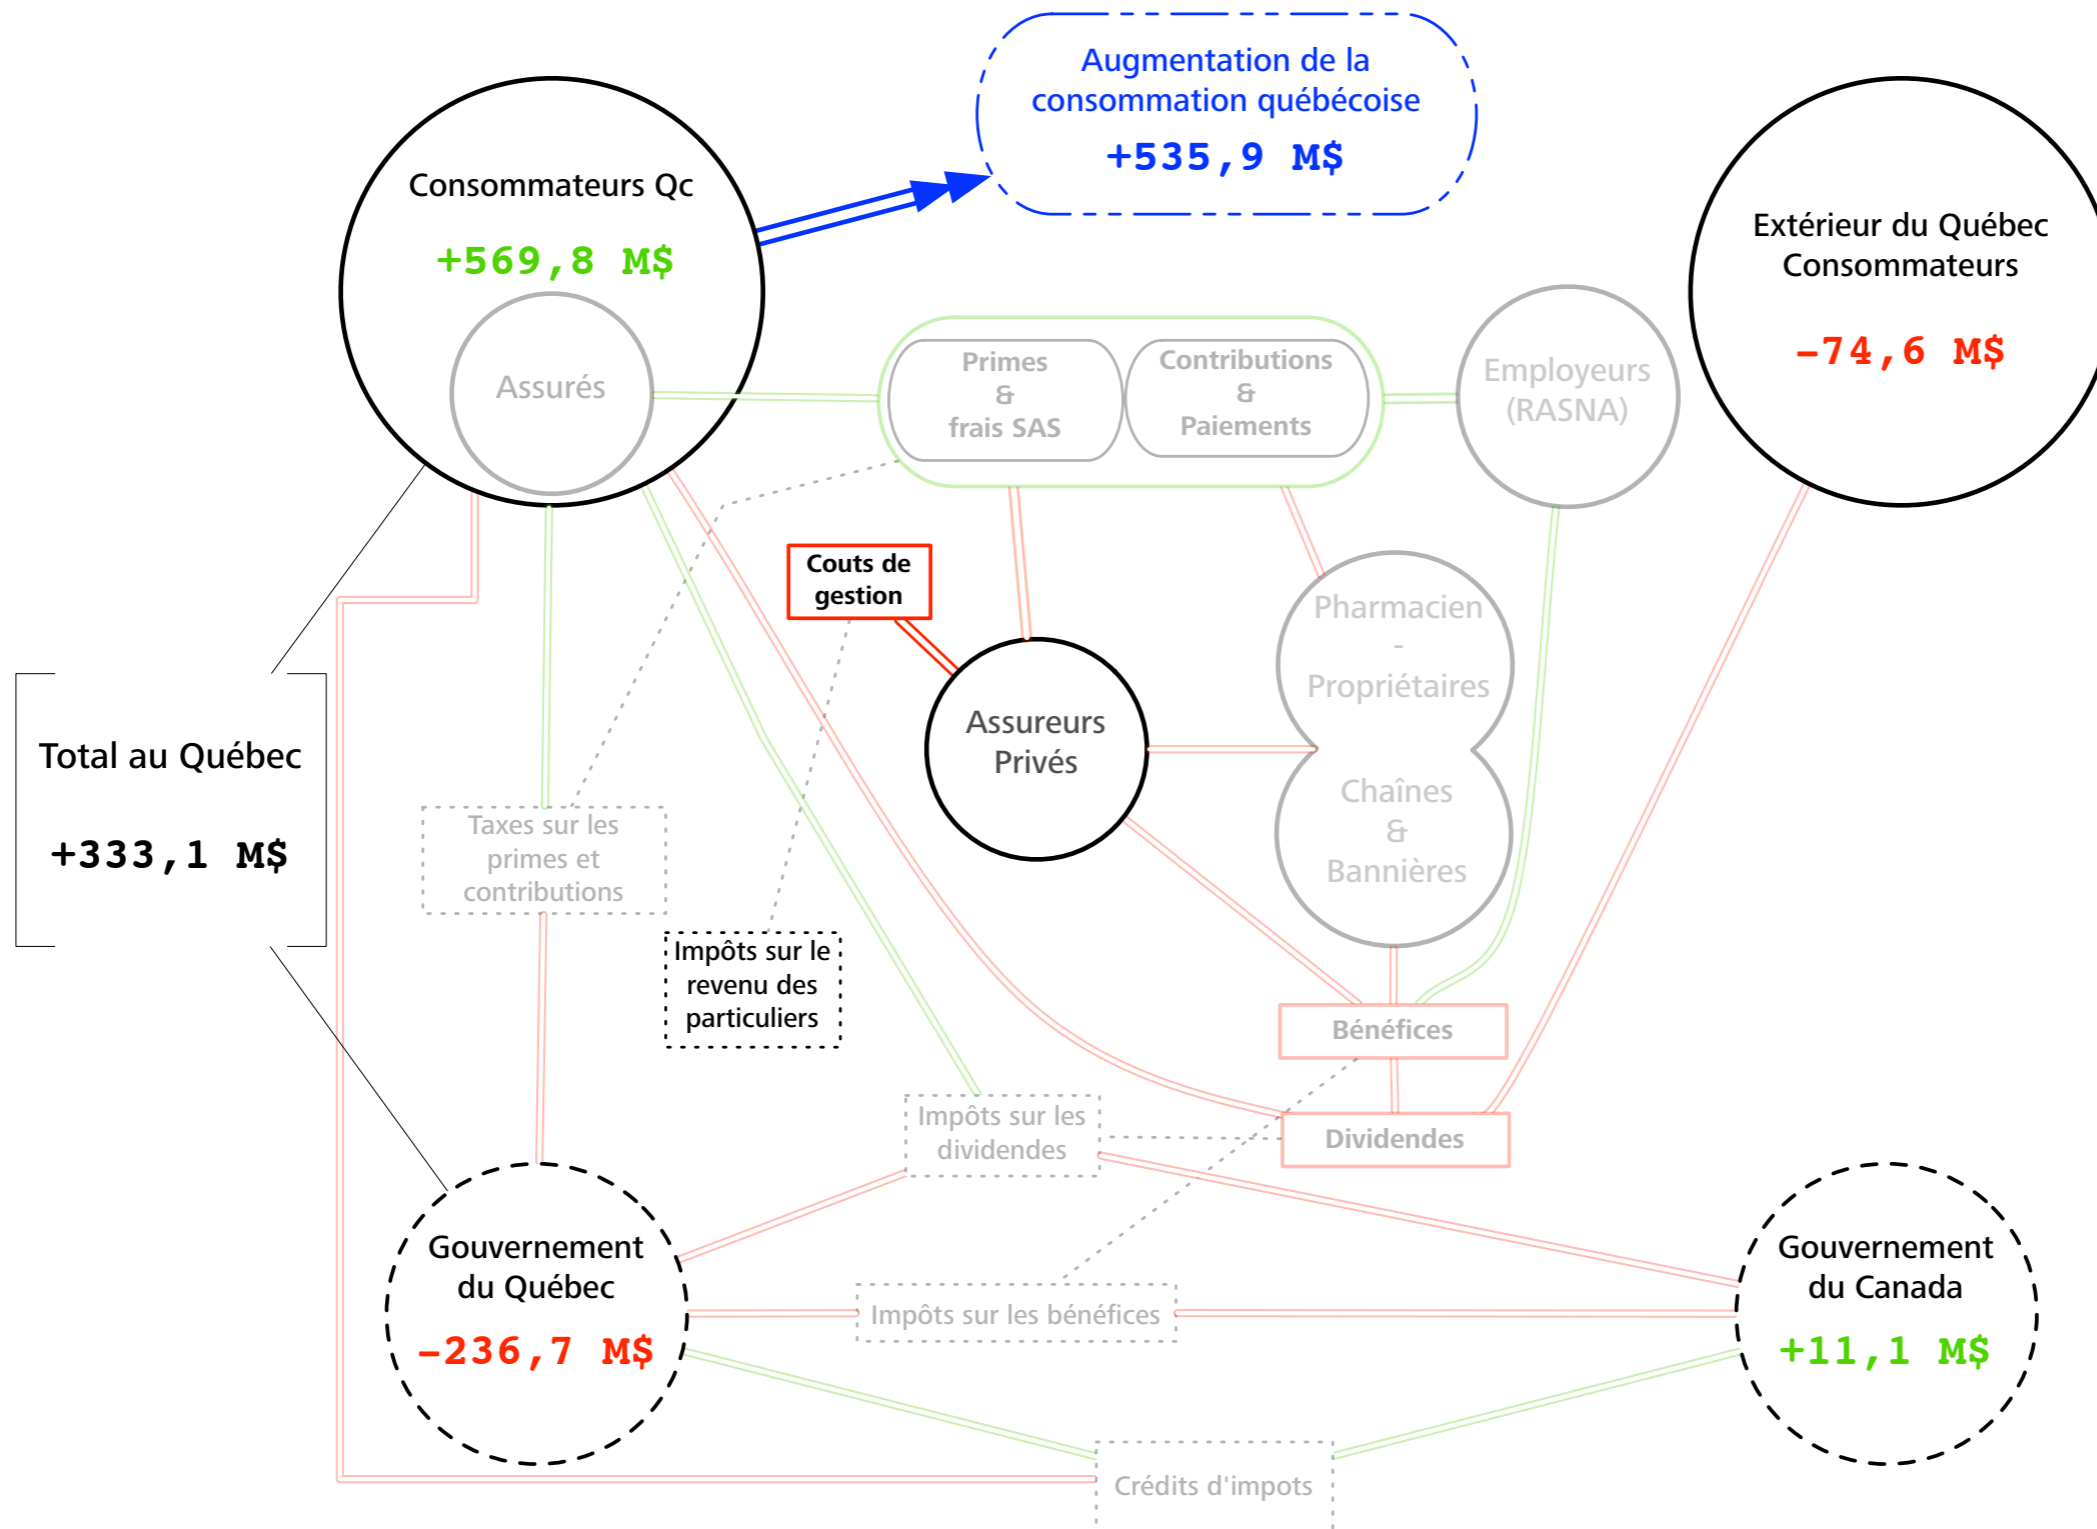 Augmentation de la
consommation québécoise
+535,9 M$
Consommateurs Qc
+569,8 M$
Extérieur du Québec
Consommateurs
-74,6 M$
Assurés
Primes
&
frais SAS
Contributions
&
Paiements
Employeurs
(RASNA)
Couts de
gestion
Pharmacien
-
Propriétaires
Assureurs
Privés
Total au Québec
+333,1 M$
Chaînes
&
Bannières
Taxes sur les
primes et
contributions
Impôts sur le
revenu des
particuliers
Bénéfices
Impôts sur les
dividendes
Dividendes
Gouvernement
du Québec
-236,7 M$
Impôts sur les bénéfices
Gouvernement
du Canada
+11,1 M$
Crédits d'impots